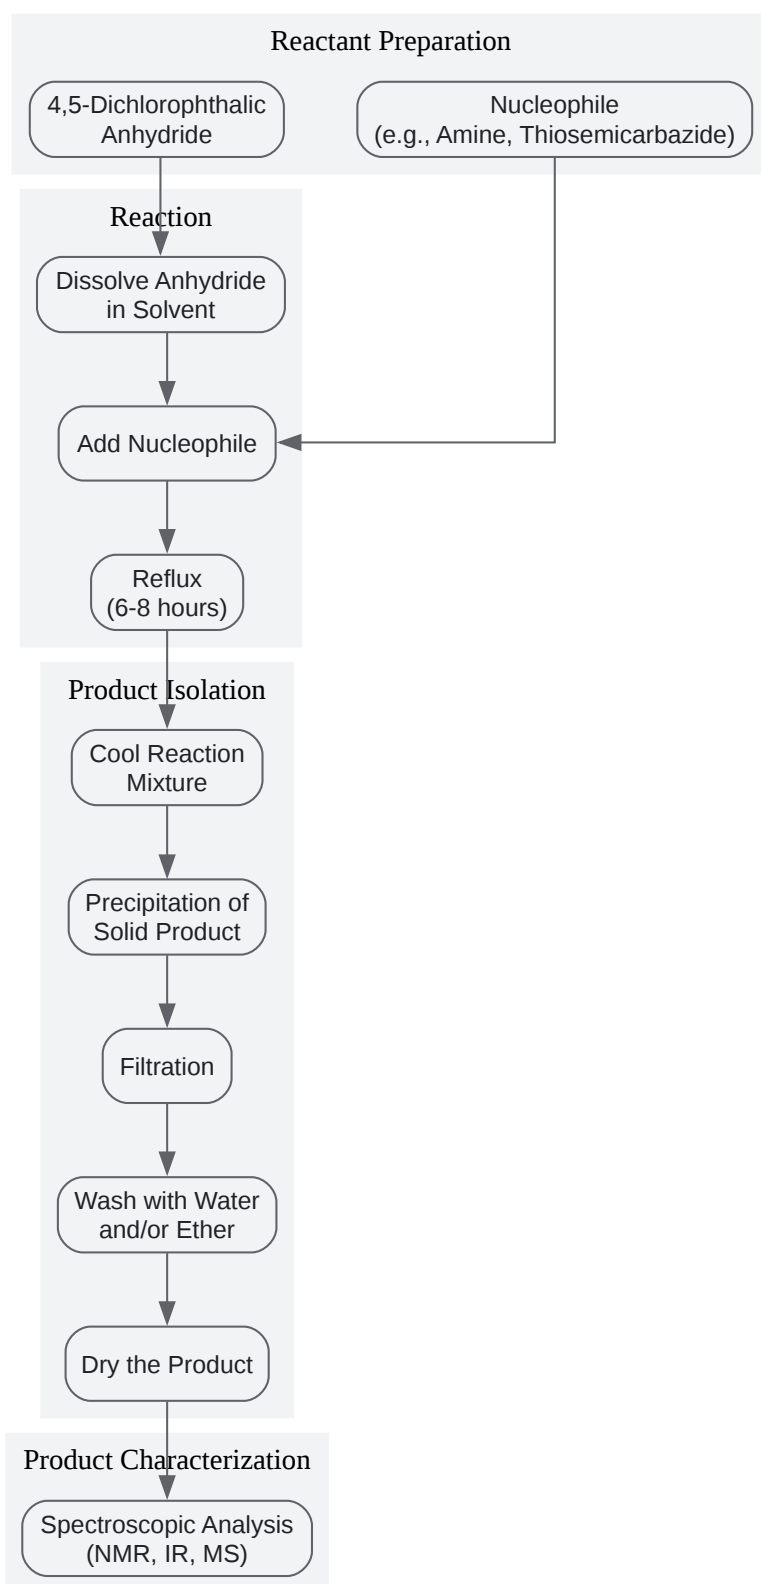 Reactant Preparation
4,5-Dichlorophthalic
Anhydride
Nucleophile
(e.g., Amine, Thiosemicarbazide)
Reaction
Dissolve Anhydride
in Solvent
Add Nucleophile
Reflux
(6-8 hours)
Product Isolation
Cool Reaction
Mixture
Precipitation of
Solid Product
Filtration
Wash with Water
and/or Ether
Dry the Product
Product Characterization
Spectroscopic Analysis
(NMR, IR, MS)